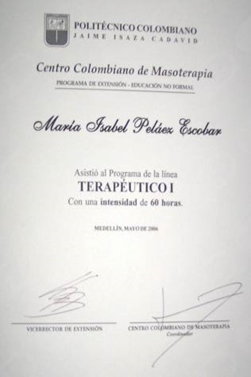 POLITÉCNICO COLOMBIANO
JAIME ISAZA CADAVID
Centro Colombiano de Masoterapia
PROGRAMA DE EXTENSIÓN - EDUCACIÓN NO FORMAL
María Isabel Peláez Escobar
Asistió al Programa de la línea
TERAPÉUTICO I
Con una intensidad de 60 horas.
MEDELLÍN, MAYO DE 2006
VICERRECTOR DE EXTENSIÓN
CENTRO COLOMBIANO DE MASOTERAPIA
Coordinador